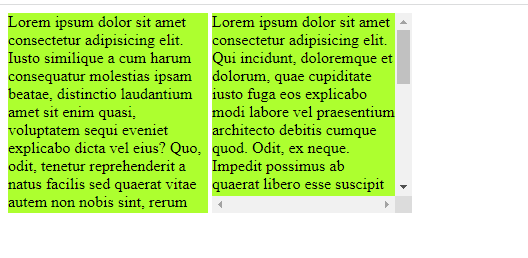 Lorem ipsum dolor sit amet
consectetur adipisicing elit.
Iusto similique a cum harum
consequatur molestias ipsam
beatae, distinctio laudantium
amet sit enim quasi,
voluptatem sequi eveniet
explicabo dicta vel eius? Quo,
odit, tenetur reprehenderit a
natus facilis sed quaerat vitae
autem non nobis sint, rerum
Lorem ipsum dolor sit amet
consectetur adipisicing elit.
Qui incidunt, doloremque et
dolorum, quae cupiditate
iusto fuga eos explicabo
modi labore vel praesentium
architecto debitis cumque
quod. Odit, ex neque.
Impedit possimus ab
quaerat libero esse suscipit